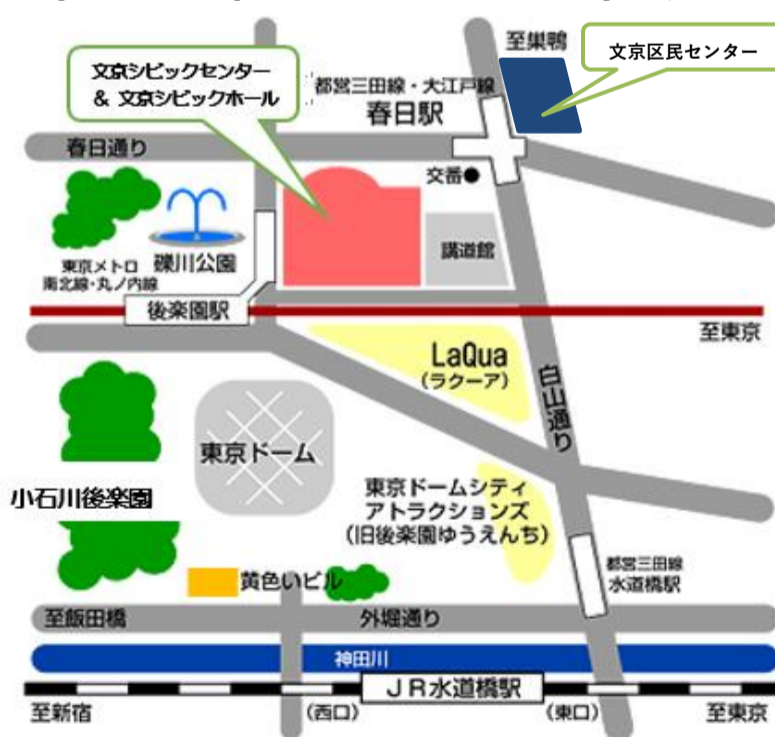 至巣鴨
文京区民センター
文京シビックセンター
& 文京シビックホール
都営三田線・大江戸線
春日駅
春日通り
交番●
講道館
東京メトロ
南北線・丸ノ内線
礫川公園
後楽園駅
至東京
LaQua
(ラクーア)
白山通り
東京ドーム
小石川後楽園
東京ドームシティ
アトラクションズ
(旧後楽園ゆうえんち)
都営三田線
水道橋駅
黄色いビル
至飯田橋
外堀通り
神田川
JR水道橋駅
至新宿
(西口)
(東口)
至東京